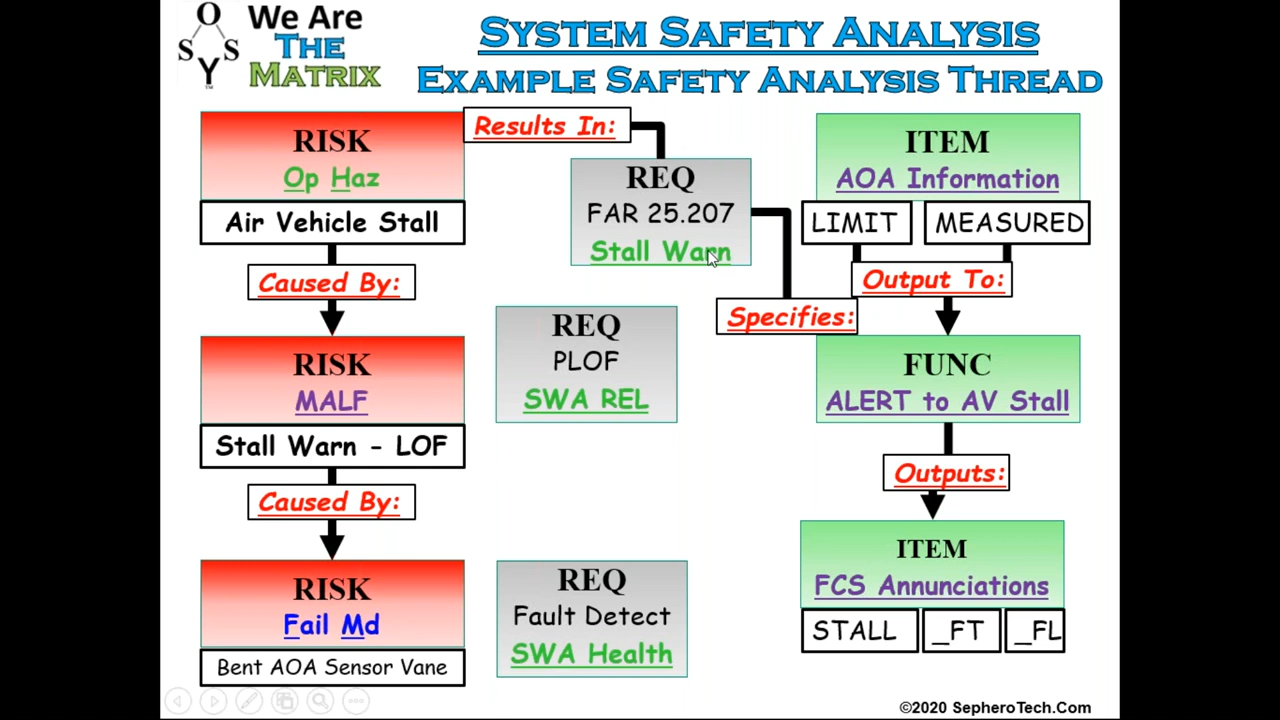 SOSY™
We Are
THE
MATRIX
SYSTEM SAFETY ANALYSIS
EXAMPLE SAFETY ANALYSIS THREAD
RISK
Op Haz
Air Vehicle Stall
Caused By:
RISK
MALF
Stall Warn - LOF
Caused By:
RISK
Fail Md
Bent AOA Sensor Vane
Results In:
REQ
FAR 25.207
Stall Warn
Specifies:
REQ
PLOF
SWA REL
REQ
Fault Detect
SWA Health
ITEM
AOA Information
LIMIT MEASURED
Output To:
FUNC
ALERT to AV Stall
Outputs:
ITEM
FCS Annunciations
STALL _FT _FL
©2020 SepheroTech.Com